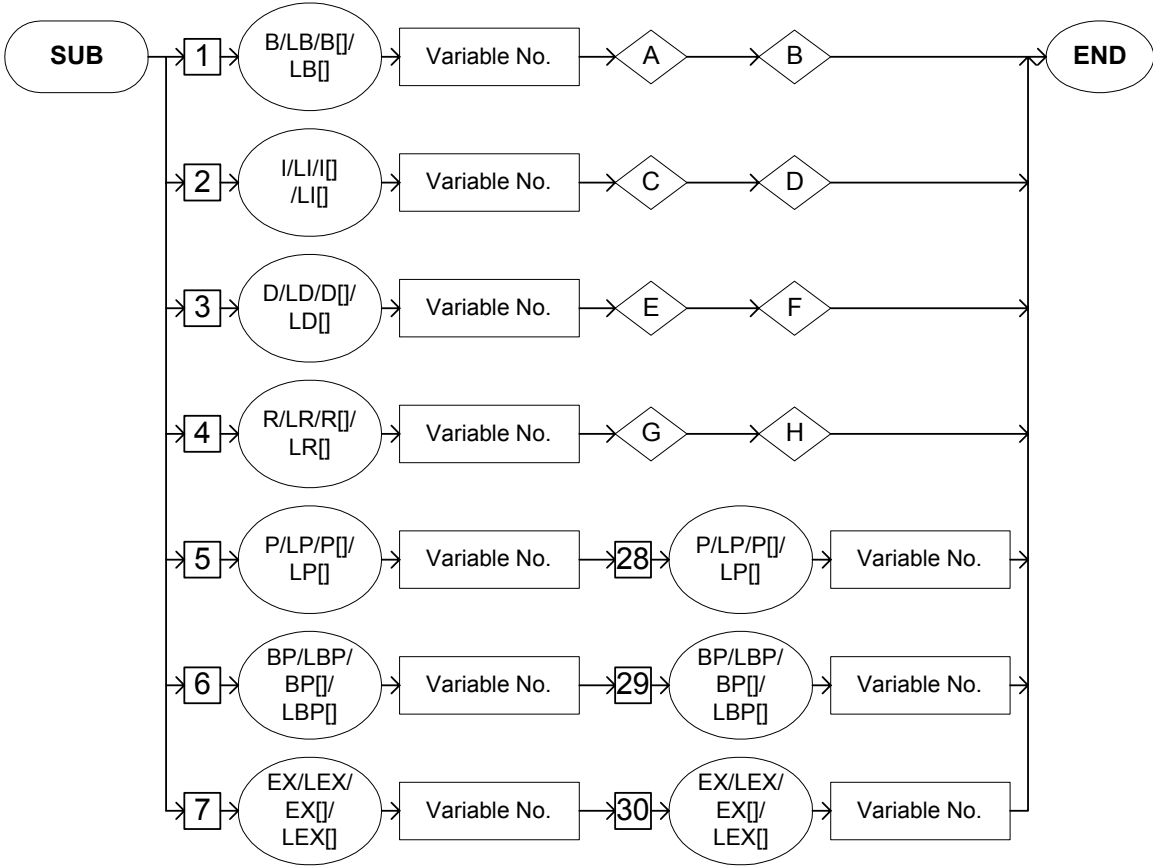 SUB
1
B/LB/B[]/
LB[]
Variable No.
A
B
END
2
I/LI/I[]
/LI[]
Variable No.
C
D
3
D/LD/D[]/
LD[]
Variable No.
E
F
4
R/LR/R[]/
LR[]
Variable No.
G
H
5
P/LP/P[]/
LP[]
Variable No.
28
P/LP/P[]/
LP[]
Variable No.
6
BP/LBP/
BP[]/
LBP[]
Variable No.
29
BP/LBP/
BP[]/
LBP[]
Variable No.
7
EX/LEX/
EX[]/
LEX[]
Variable No.
30
EX/LEX/
EX[]/
LEX[]
Variable No.